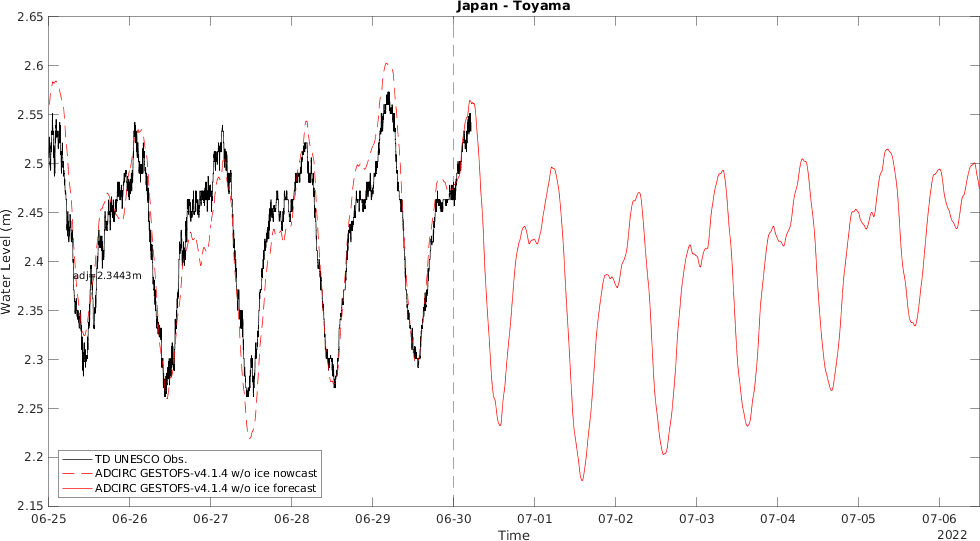 Japan - Toyama
2.65
2.6
2.55
2.5
2.45
2.4
2.35
2.3
2.25
2.2
2.15
Water Level (m)
adj=2.3443m
TD UNESCO Obs.
ADCIRC GESTOFS-v4.1.4 w/o ice nowcast
ADCIRC GESTOFS-v4.1.4 w/o ice forecast
06-25 06-26 06-27 06-28 06-29 06-30 07-01 07-02 07-03 07-04 07-05 07-06
Time
2022